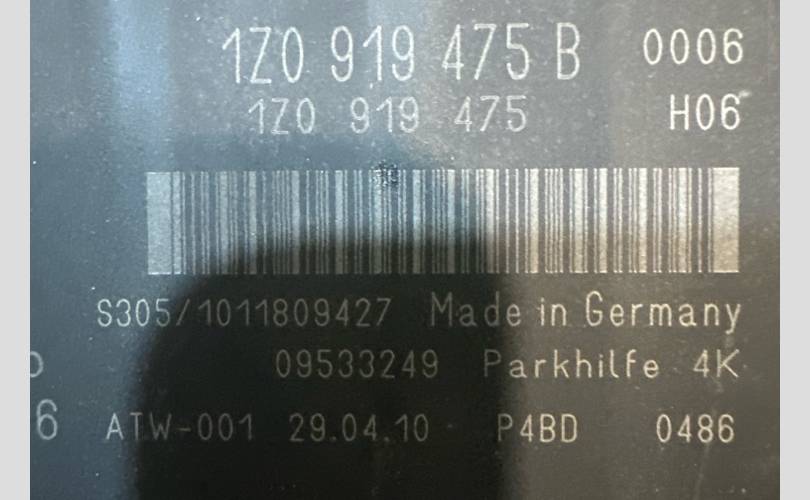 1Z0 919 475 B 0006
1Z0 919 475 H06
S305/1011809427 Made in Germany
09533249 Parkhilfe 4K
6 ATW-001 29.04.10 P4BD 0486